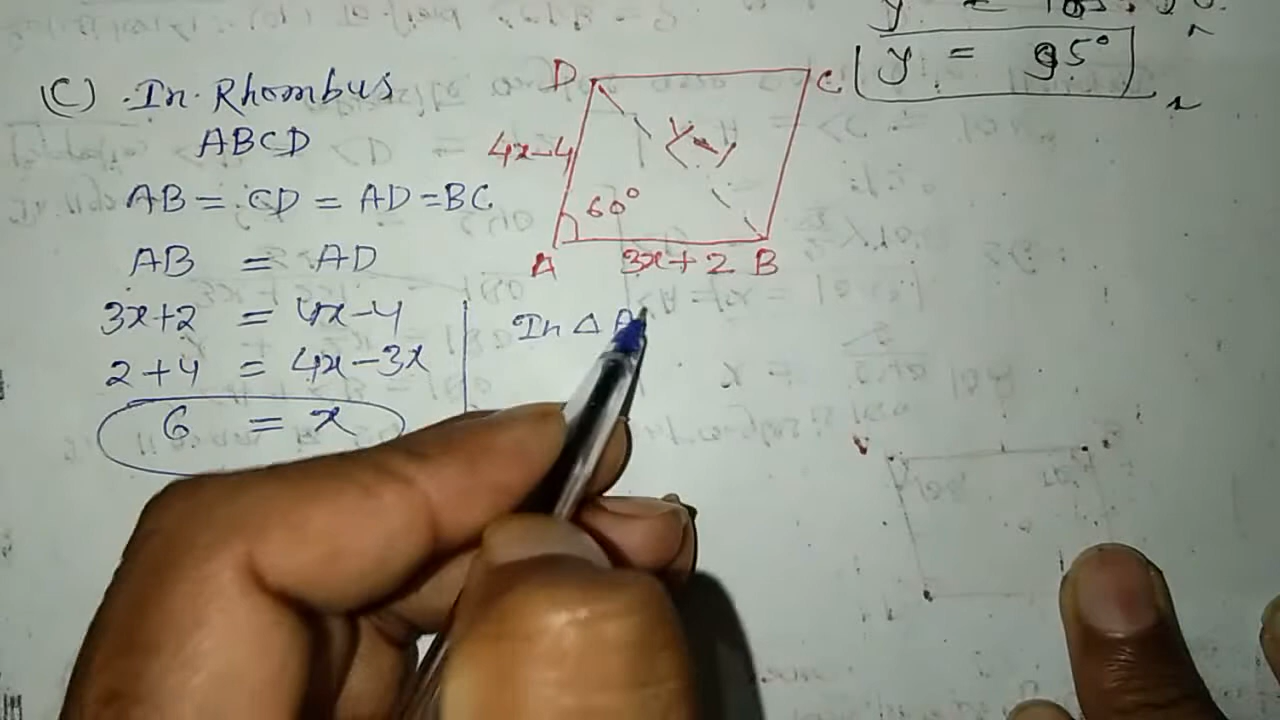 y = 95°
(C) In Rhombus
ABCD
AB = CD = AD = BC
AB = AD
3x+2 = 4x-4
2+4 = 4x-3x
6 = x
D
C
4x-4
y
60°
A
3x+2
B
In △ A